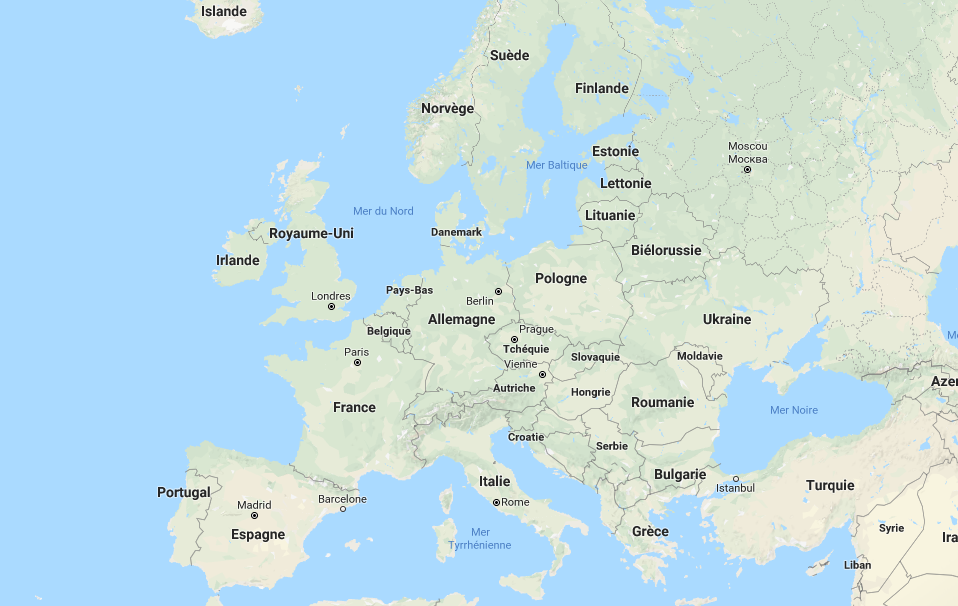 Islande
Suède
Finlande
Norvège
Moscou
Москва
Estonie
Mer Baltique
Lettonie
Mer du Nord
Lituanie
Danemark
Royaume-Uni
Biélorussie
Irlande
Pologne
Pays-Bas
Londres
Berlin
Allemagne
Ukraine
Belgique
Prague
Tchéquie
Paris
Slovaquie
Moldavie
Vienne
Autriche
Hongrie
Azer
France
Roumanie
Mer Noire
Croatie
Serbie
Bulgarie
Italie
Istanbul
Turquie
Portugal
Madrid
Barcelone
Rome
Espagne
Mer
Tyrrhénienne
Grèce
Syrie
Ira
Liban